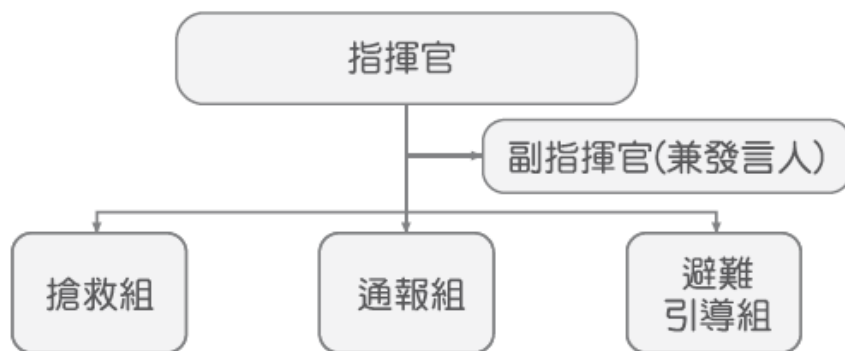 指揮官
副指揮官(兼發言人)
搶救組
通報組
避難
引導組